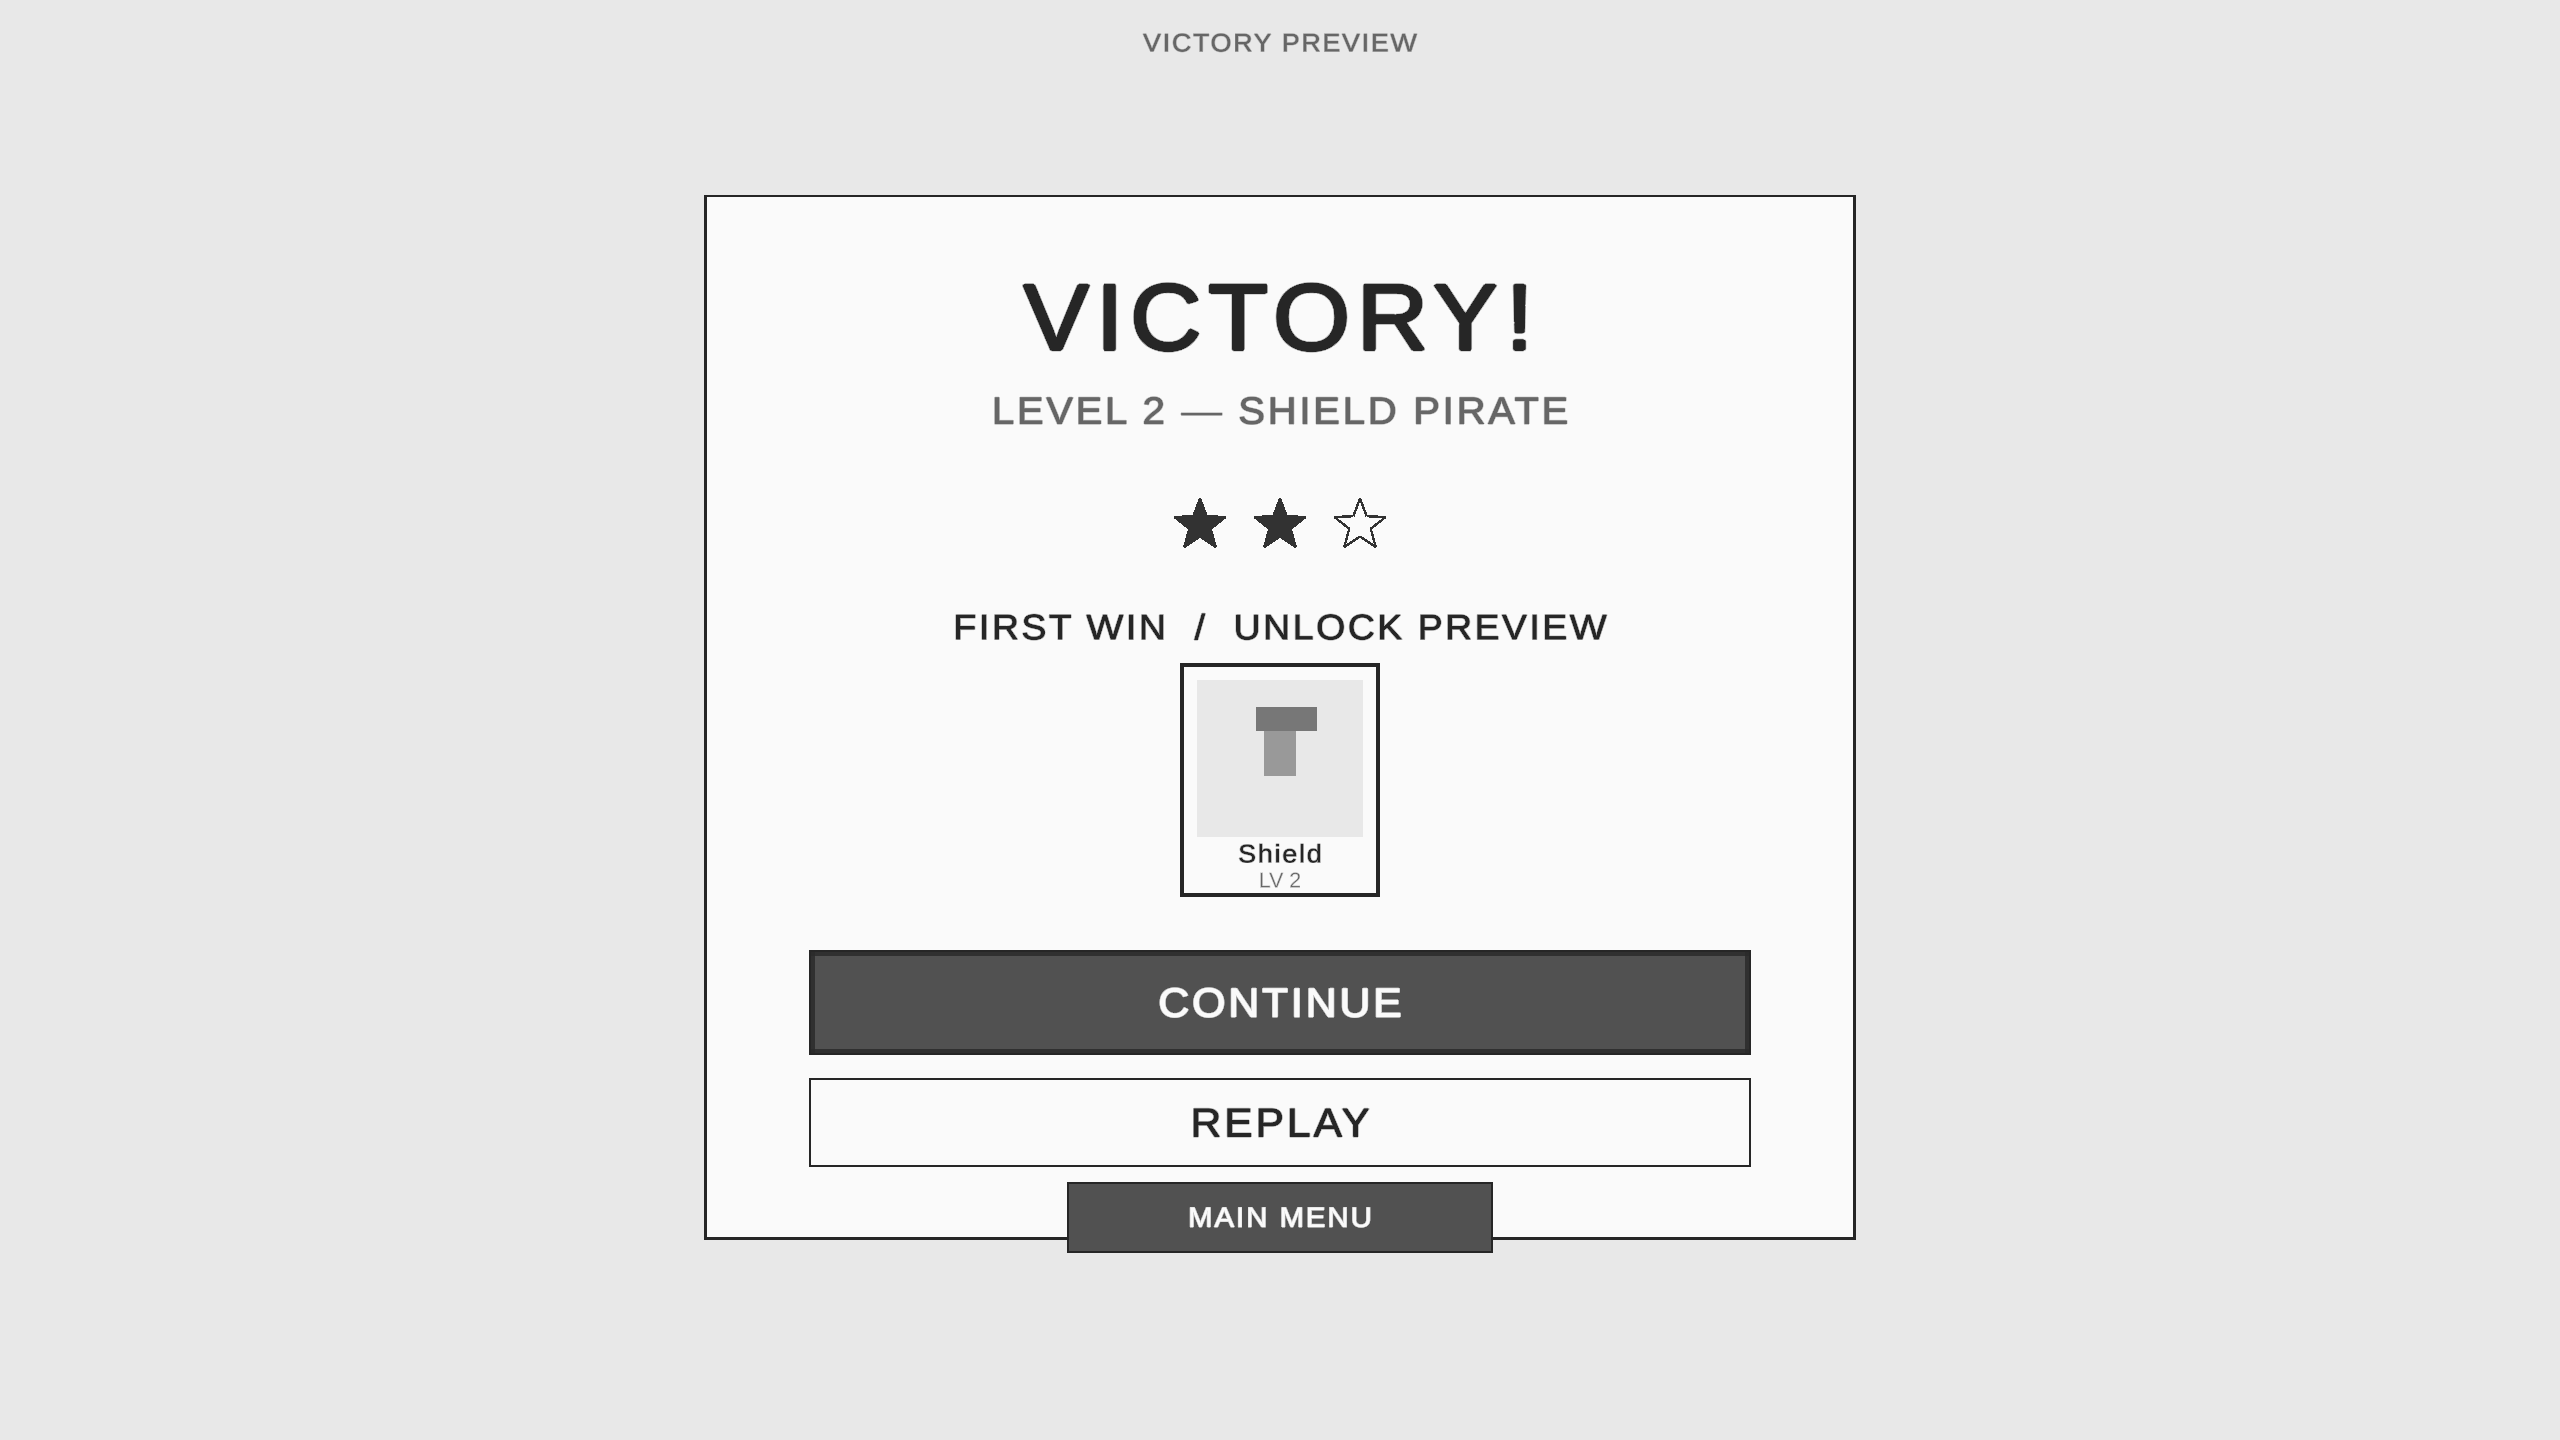 VICTORY PREVIEW
VICTORY!
LEVEL 2 — SHIELD PIRATE
FIRST WIN / UNLOCK PREVIEW
Shield
LV 2
CONTINUE
REPLAY
MAIN MENU